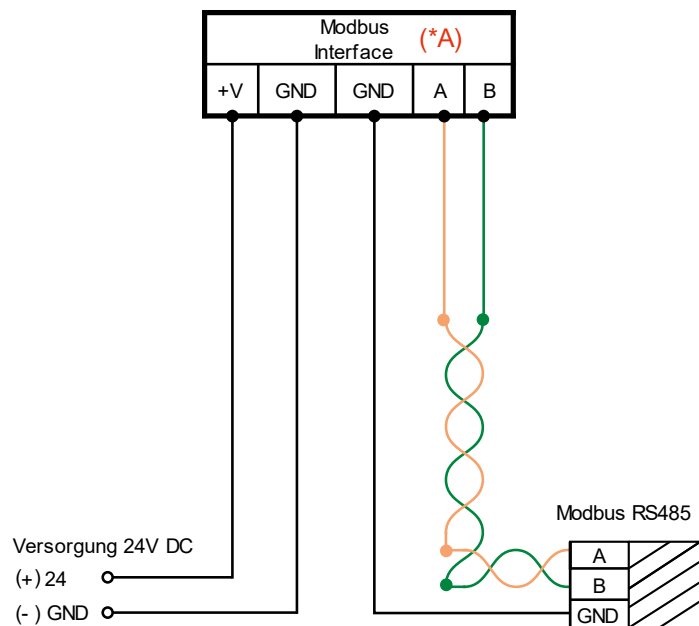 Modbus
Interface (*A)
+V GND GND A B
Modbus RS485
Versorgung 24V DC
A
(+) 24
B
(-) GND
GND